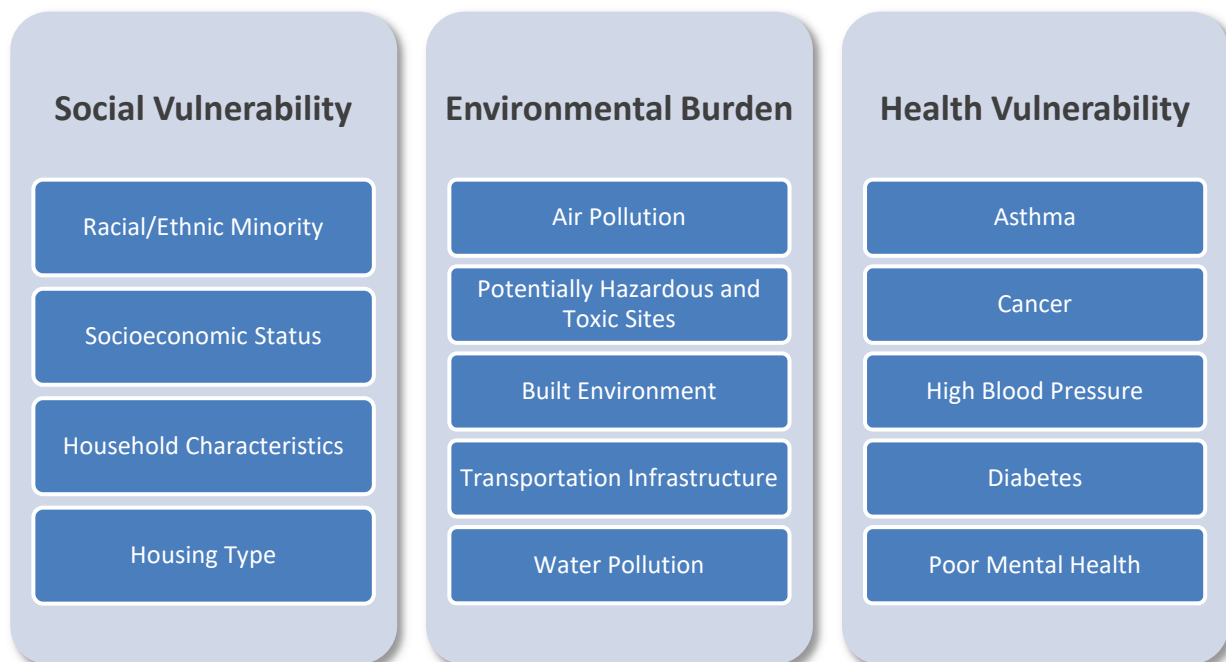 Social Vulnerability
Racial/Ethnic Minority
Socioeconomic Status
Household Characteristics
Housing Type
Environmental Burden
Air Pollution
Potentially Hazardous and
Toxic Sites
Built Environment
Transportation Infrastructure
Water Pollution
Health Vulnerability
Asthma
Cancer
High Blood Pressure
Diabetes
Poor Mental Health